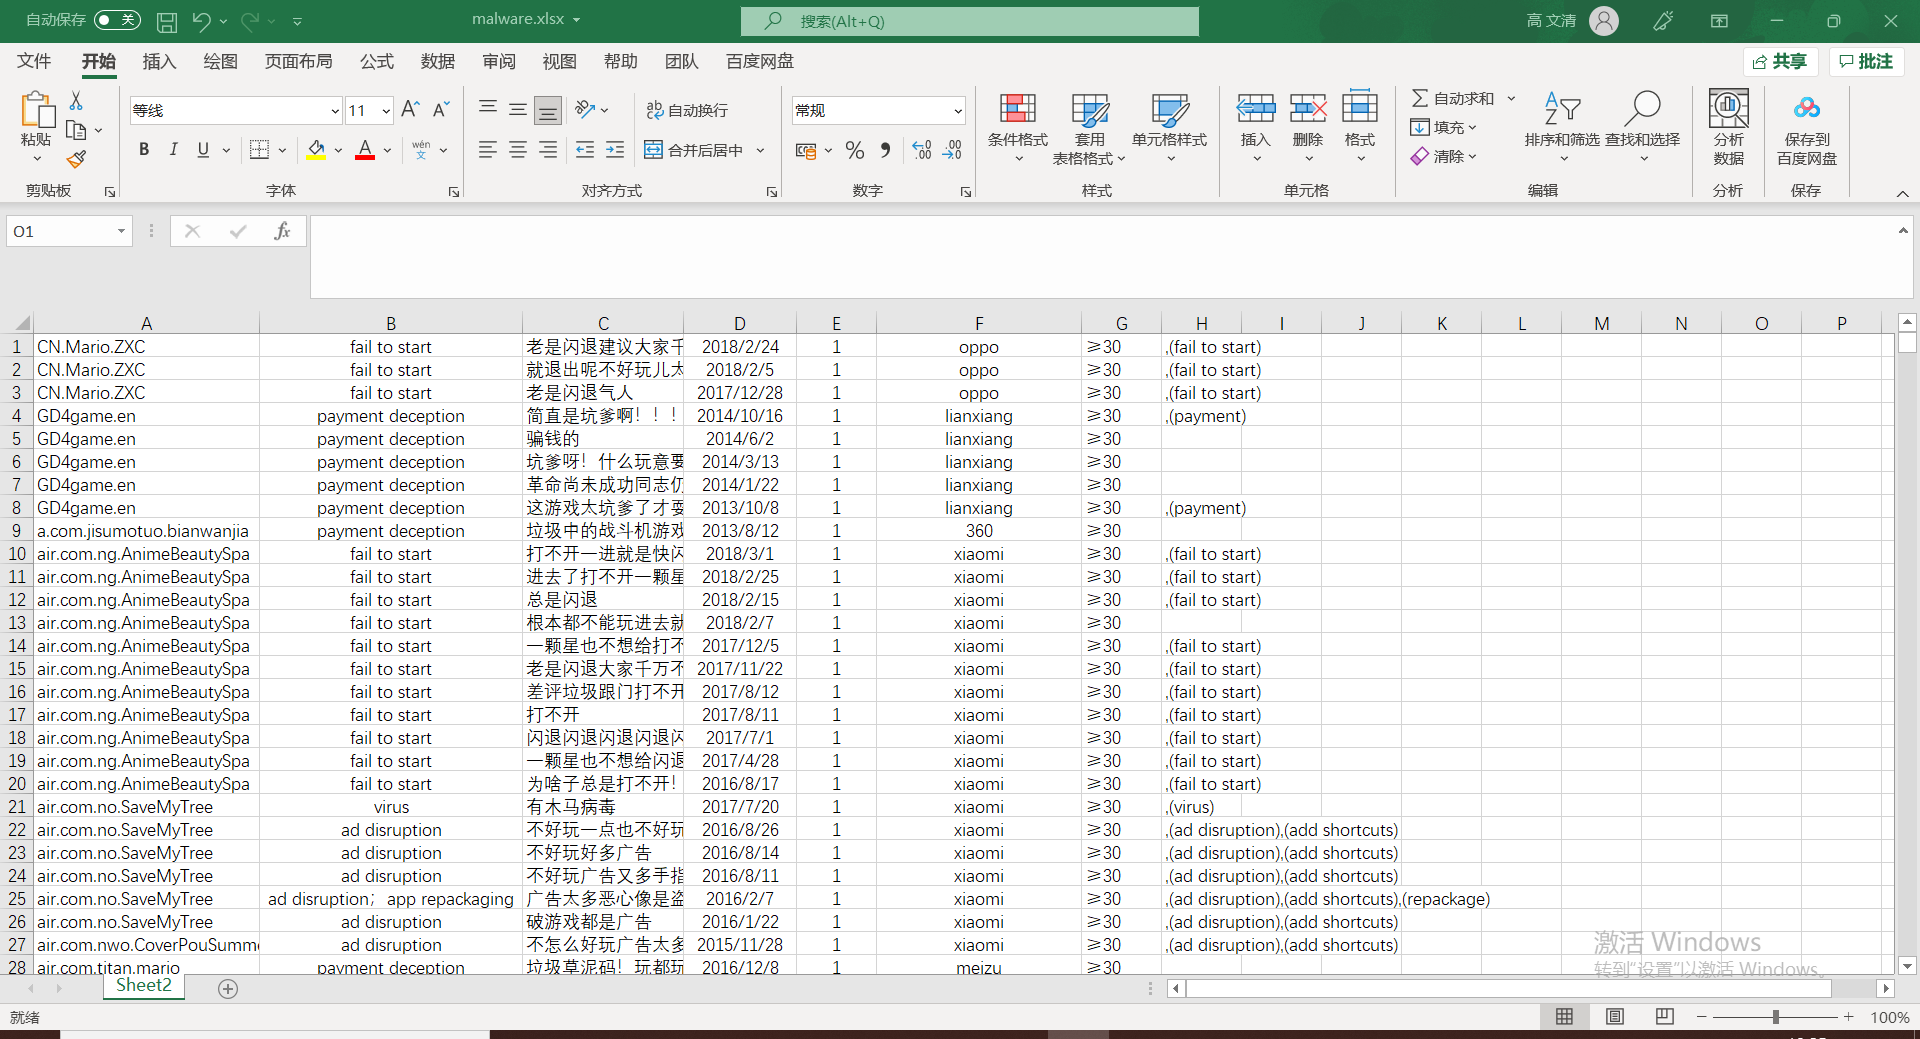 自动保存 关 malware.xlsx 搜索(Alt+Q) 高 文清
文件 开始 插入 绘图 页面布局 公式 数据 审阅 视图 帮助 团队 百度网盘 共享 批注
粘贴 等线 11 自动换行 常规 条件格式 套用 表格格式 单元格样式 插入 删除 格式 自动求和 填充 清除 排序和筛选 查找和选择 分析 数据 保存到 百度网盘
B I U wén 文 A 合并后居中 % .00
剪贴板 字体 对齐方式 数字 样式 单元格 编辑 分析 保存
O1 fx
A B C D E F G H I J K L M N O P
1 CN.Mario.ZXC fail to start 老是闪退建议大家千 2018/2/24 1 oppo ≥30 ,(fail to start)
2 CN.Mario.ZXC fail to start 就退出呢不好玩儿太 2018/2/5 1 oppo ≥30 ,(fail to start)
3 CN.Mario.ZXC fail to start 老是闪退气人 2017/12/28 1 oppo ≥30 ,(fail to start)
4 GD4game.en payment deception 简直是坑爹啊！！！ 2014/10/16 1 lianxiang ≥30 ,(payment)
5 GD4game.en payment deception 骗钱的 2014/6/2 1 lianxiang ≥30
6 GD4game.en payment deception 坑爹呀！什么玩意要 2014/3/13 1 lianxiang ≥30
7 GD4game.en payment deception 革命尚未成功同志仍 2014/1/22 1 lianxiang ≥30
8 GD4game.en payment deception 这游戏太坑爹了才耍 2013/10/8 1 lianxiang ≥30 ,(payment)
9 a.com.jisumotuo.bianwanjia payment deception 垃圾中的战斗机游戏 2013/8/12 1 360 ≥30
10 air.com.ng.AnimeBeautySpa fail to start 打不开一进就是快闪 2018/3/1 1 xiaomi ≥30 ,(fail to start)
11 air.com.ng.AnimeBeautySpa fail to start 进去了打不开一颗星 2018/2/25 1 xiaomi ≥30 ,(fail to start)
12 air.com.ng.AnimeBeautySpa fail to start 总是闪退 2018/2/15 1 xiaomi ≥30 ,(fail to start)
13 air.com.ng.AnimeBeautySpa fail to start 根本都不能玩进去就 2018/2/7 1 xiaomi ≥30
14 air.com.ng.AnimeBeautySpa fail to start 一颗星也不想给打不 2017/12/5 1 xiaomi ≥30 ,(fail to start)
15 air.com.ng.AnimeBeautySpa fail to start 老是闪退大家千万不 2017/11/22 1 xiaomi ≥30 ,(fail to start)
16 air.com.ng.AnimeBeautySpa fail to start 差评垃圾跟门打不开 2017/8/12 1 xiaomi ≥30 ,(fail to start)
17 air.com.ng.AnimeBeautySpa fail to start 打不开 2017/8/11 1 xiaomi ≥30 ,(fail to start)
18 air.com.ng.AnimeBeautySpa fail to start 闪退闪退闪退闪退闪 2017/7/1 1 xiaomi ≥30 ,(fail to start)
19 air.com.ng.AnimeBeautySpa fail to start 一颗星也不想给闪退 2017/4/28 1 xiaomi ≥30 ,(fail to start)
20 air.com.ng.AnimeBeautySpa fail to start 为啥子总是打不开！ 2016/8/17 1 xiaomi ≥30 ,(fail to start)
21 air.com.no.SaveMyTree virus 有木马病毒 2017/7/20 1 xiaomi ≥30 ,(virus)
22 air.com.no.SaveMyTree ad disruption 不好玩一点也不好玩 2016/8/26 1 xiaomi ≥30 ,(ad disruption),(add shortcuts)
23 air.com.no.SaveMyTree ad disruption 不好玩好多广告 2016/8/14 1 xiaomi ≥30 ,(ad disruption),(add shortcuts)
24 air.com.no.SaveMyTree ad disruption 不好玩广告又多手指 2016/8/11 1 xiaomi ≥30 ,(ad disruption),(add shortcuts)
25 air.com.no.SaveMyTree ad disruption；app repackaging 广告太多恶心像是盗 2016/2/7 1 xiaomi ≥30 ,(ad disruption),(add shortcuts),(repackage)
26 air.com.no.SaveMyTree ad disruption 破游戏都是广告 2016/1/22 1 xiaomi ≥30 ,(ad disruption),(add shortcuts)
27 air.com.nwo.CoverPouSumm ad disruption 不怎么好玩广告太多 2015/11/28 1 xiaomi ≥30 ,(ad disruption),(add shortcuts)
28 air.com.titan.mario payment deception 垃圾草泥码！玩都玩 2016/12/8 1 meizu ≥30
激活 Windows
转到"设置"以激活 Windows。
Sheet2
就绪 100%